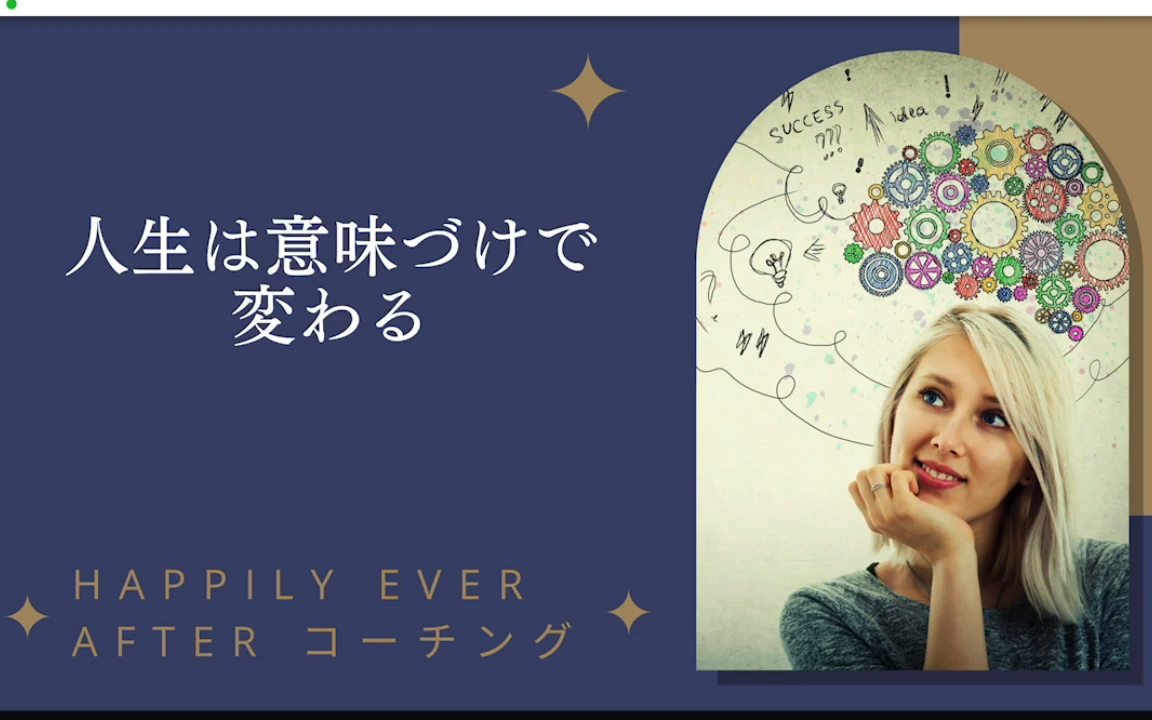 人生は意味づけで
変わる
HAPPILY EVER
AFTER コーチング
SUCCESS
idea
???